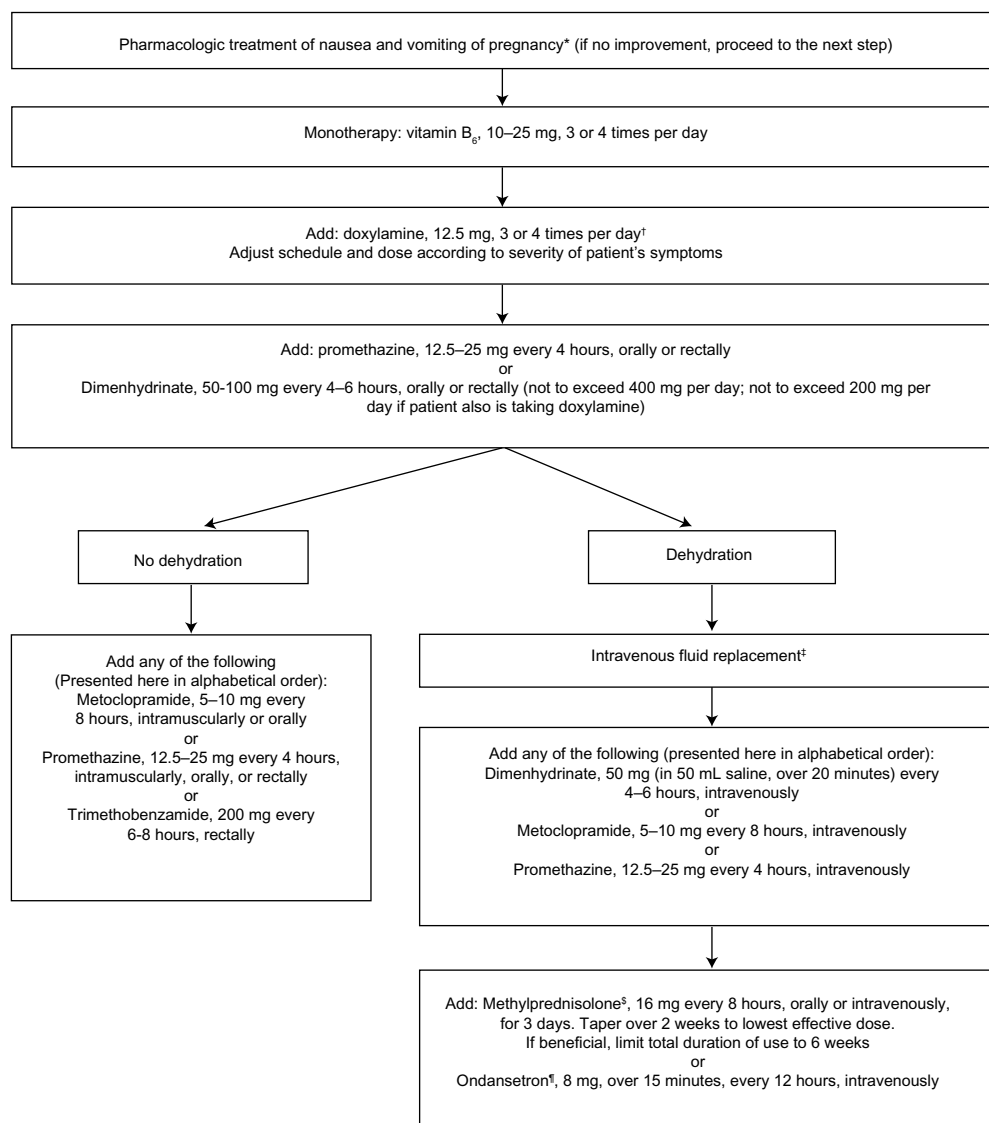 Pharmacologic treatment of nausea and vomiting of pregnancy* (if no improvement, proceed to the next step)
Monotherapy: vitamin B₆, 10–25 mg, 3 or 4 times per day
Add: doxylamine, 12.5 mg, 3 or 4 times per day†
Adjust schedule and dose according to severity of patient's symptoms
Add: promethazine, 12.5–25 mg every 4 hours, orally or rectally
or
Dimenhydrinate, 50-100 mg every 4–6 hours, orally or rectally (not to exceed 400 mg per day; not to exceed 200 mg per
day if patient also is taking doxylamine)
No dehydration
Add any of the following
(Presented here in alphabetical order):
Metoclopramide, 5–10 mg every
8 hours, intramuscularly or orally
or
Promethazine, 12.5–25 mg every 4 hours,
intramuscularly, orally, or rectally
or
Trimethobenzamide, 200 mg every
6-8 hours, rectally
Dehydration
Intravenous fluid replacement‡
Add any of the following (presented here in alphabetical order):
Dimenhydrinate, 50 mg (in 50 mL saline, over 20 minutes) every
4–6 hours, intravenously
or
Metoclopramide, 5–10 mg every 8 hours, intravenously
or
Promethazine, 12.5–25 mg every 4 hours, intravenously
Add: Methylprednisolone$, 16 mg every 8 hours, orally or intravenously,
for 3 days. Taper over 2 weeks to lowest effective dose.
If beneficial, limit total duration of use to 6 weeks
or
Ondansetron¶, 8 mg, over 15 minutes, every 12 hours, intravenously